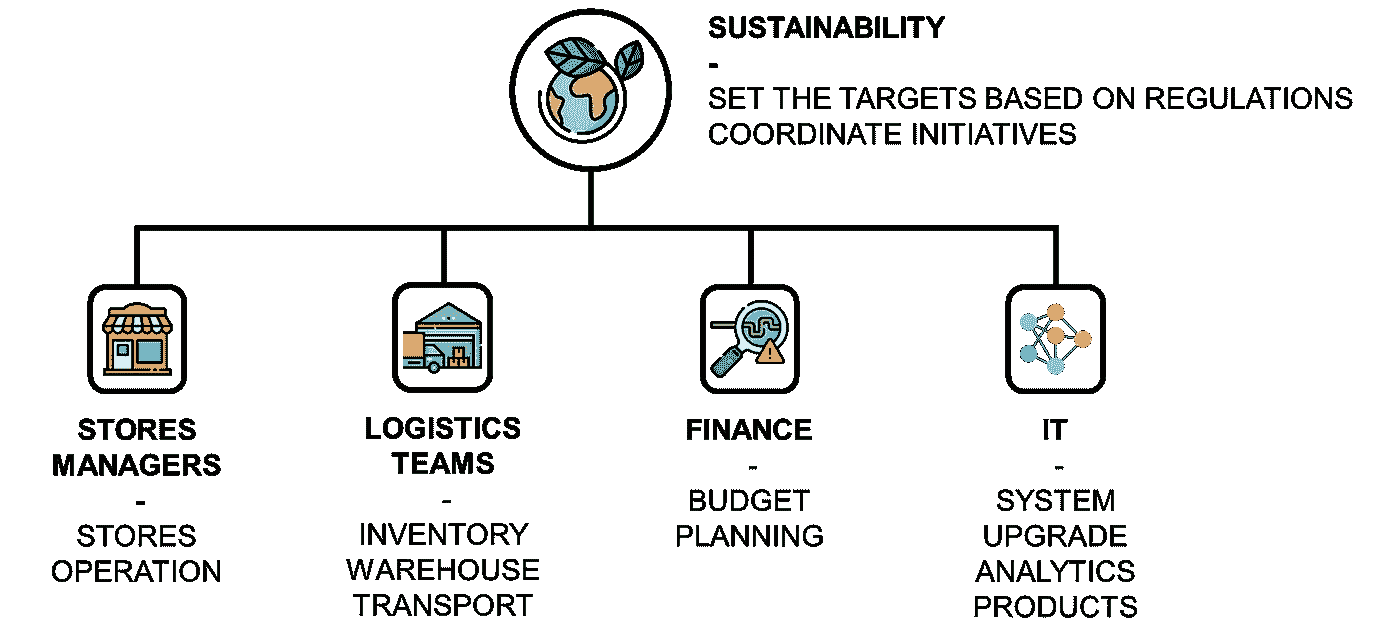 SUSTAINABILITY
-
SET THE TARGETS BASED ON REGULATIONS
COORDINATE INITIATIVES
STORES
MANAGERS
-
STORES
OPERATION
LOGISTICS
TEAMS
-
INVENTORY
WAREHOUSE
TRANSPORT
FINANCE
-
BUDGET
PLANNING
IT
-
SYSTEM
UPGRADE
ANALYTICS
PRODUCTS